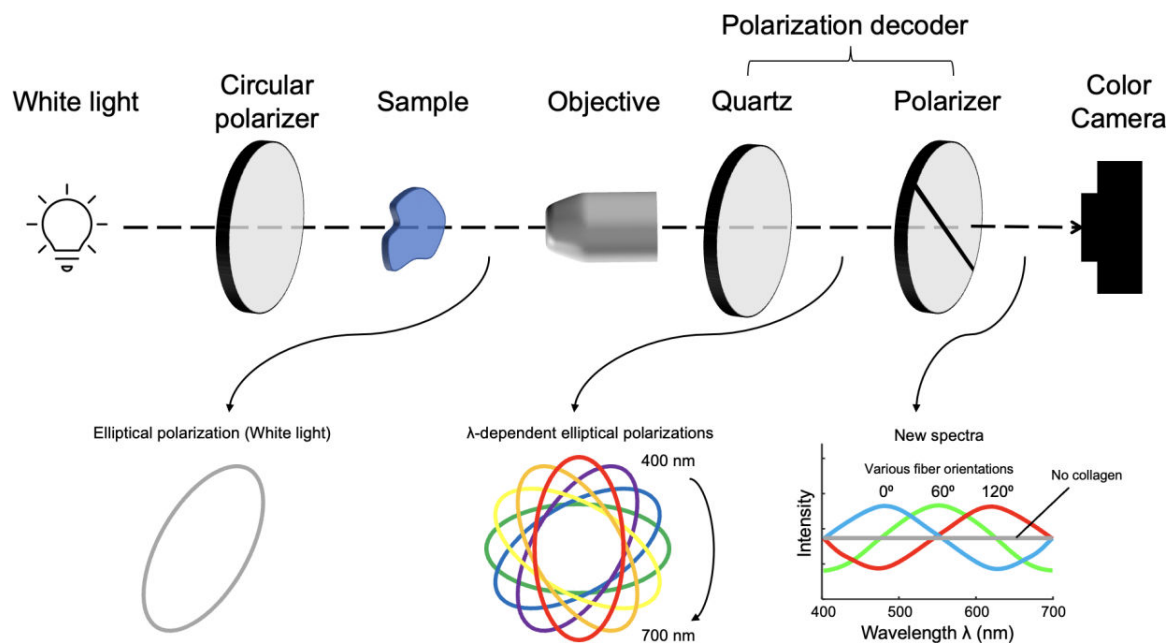 Polarization decoder
White light
Circular
polarizer
Sample
Objective
Quartz
Polarizer
Color
Camera
Elliptical polarization (White light)
λ-dependent elliptical polarizations
400 nm
700 nm
New spectra
Various fiber orientations
0º 60º 120º
No collagen
Intensity
400 500 600 700
Wavelength λ (nm)